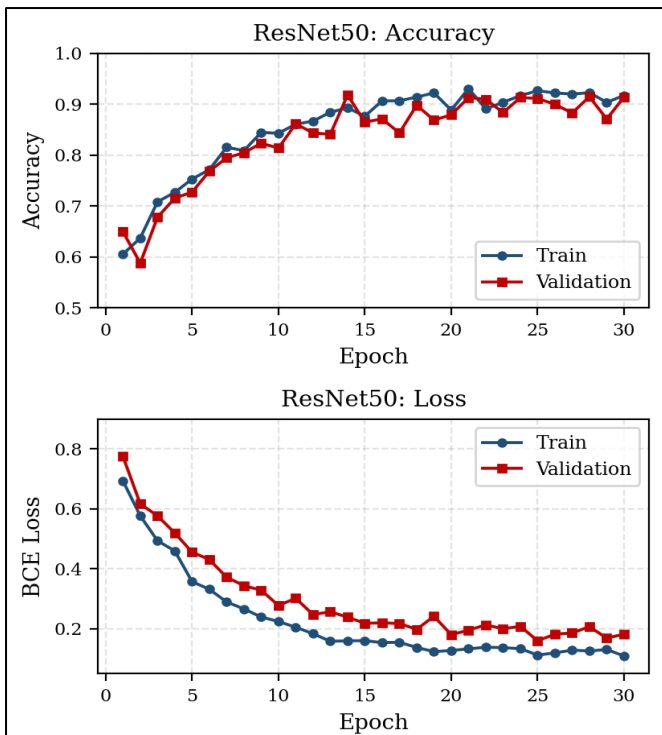 ResNet50: Accuracy
1.0
0.9
0.8
0.7
0.6
0.5
Accuracy
Train
Validation
0 5 10 15 20 25 30
Epoch
ResNet50: Loss
0.8
0.6
0.4
0.2
BCE Loss
Train
Validation
0 5 10 15 20 25 30
Epoch